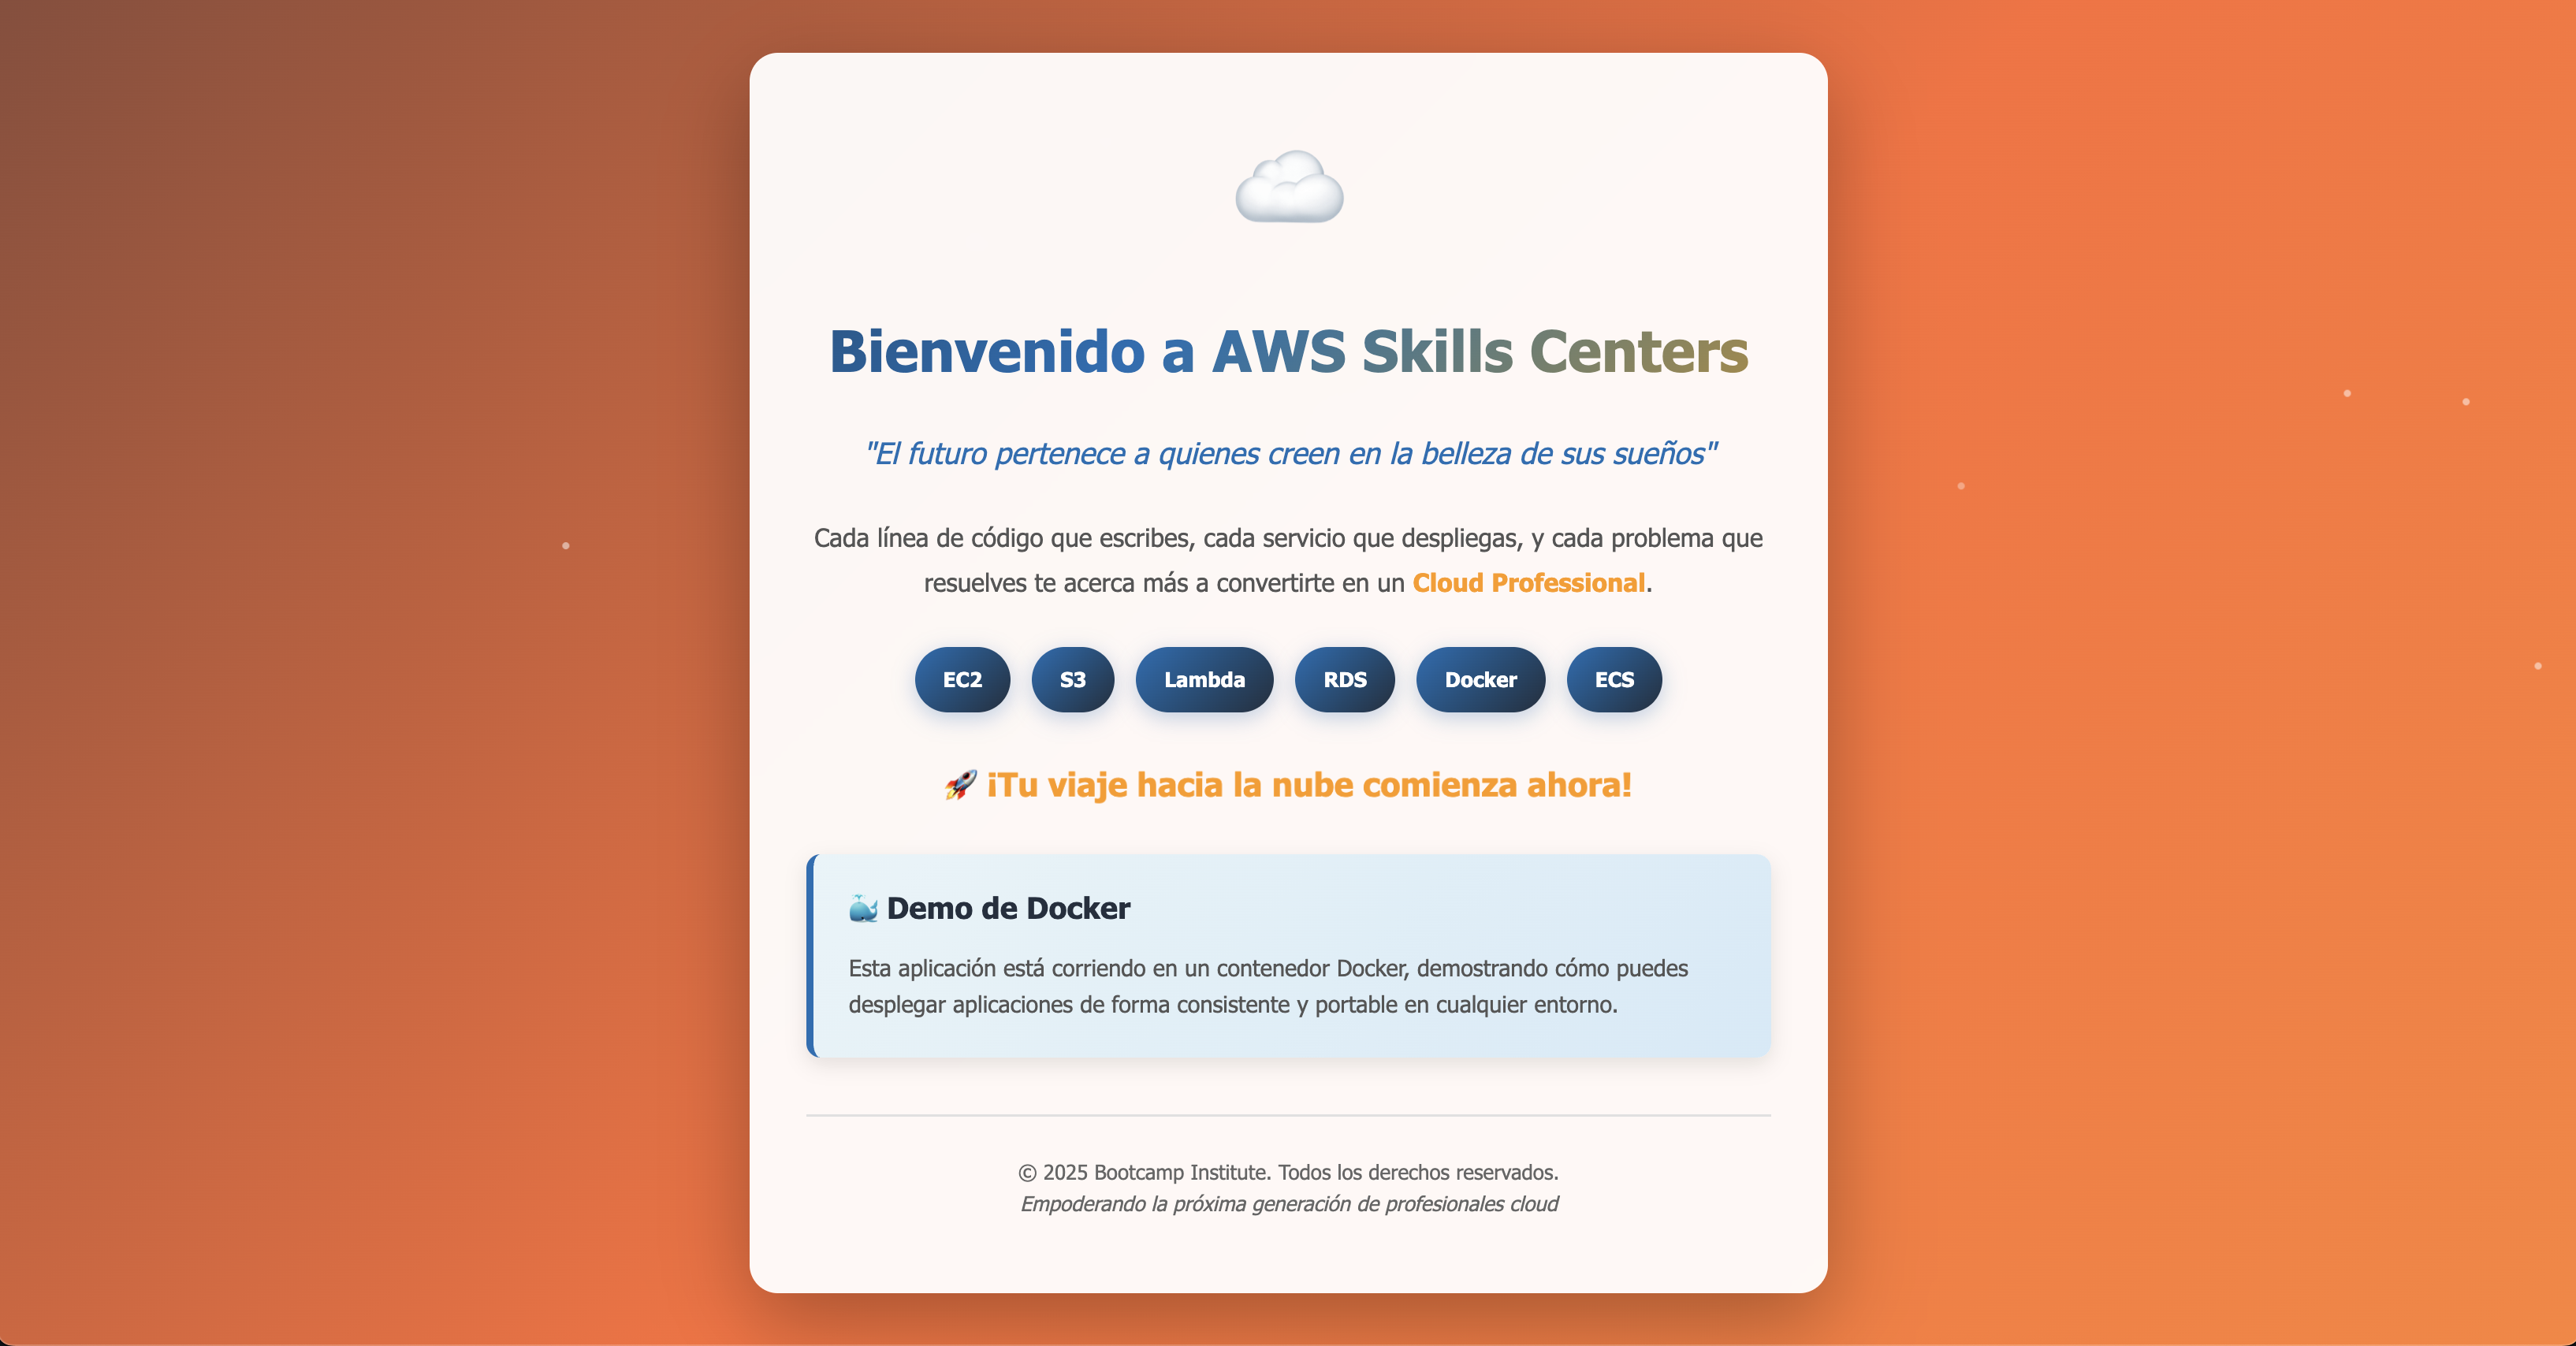 Bienvenido a AWS Skills Centers
"El futuro pertenece a quienes creen en la belleza de sus sueños"
Cada línea de código que escribes, cada servicio que despliegas, y cada problema que
resuelves te acerca más a convertirte en un Cloud Professional.
EC2 S3 Lambda RDS Docker ECS
🚀 ¡Tu viaje hacia la nube comienza ahora!
🐳 Demo de Docker
Esta aplicación está corriendo en un contenedor Docker, demostrando cómo puedes
desplegar aplicaciones de forma consistente y portable en cualquier entorno.
© 2025 Bootcamp Institute. Todos los derechos reservados.
Empoderando la próxima generación de profesionales cloud